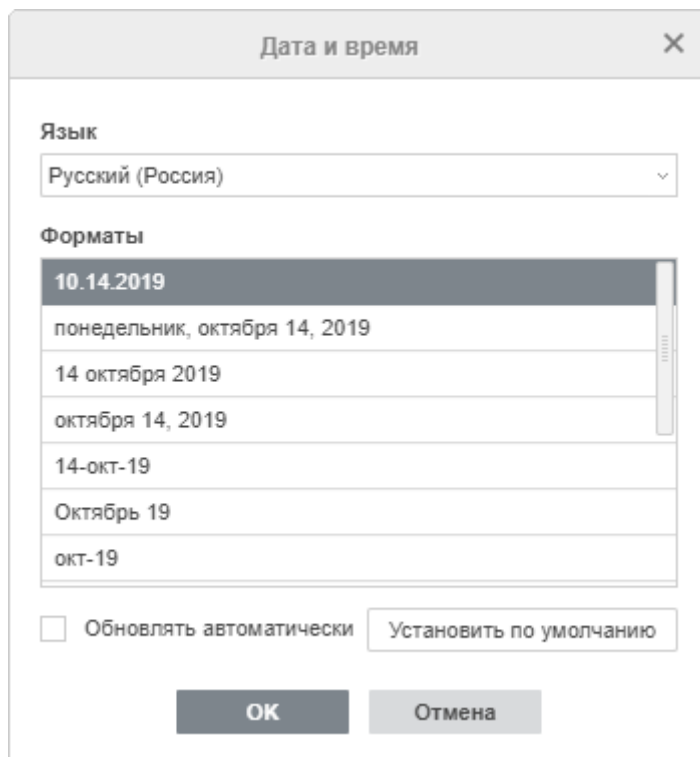 Дата и время
Язык
Русский (Россия)
Форматы
10.14.2019
понедельник, октября 14, 2019
14 октября 2019
октября 14, 2019
14-окт-19
Октябрь 19
окт-19
Обновлять автоматически Установить по умолчанию
OK Отмена